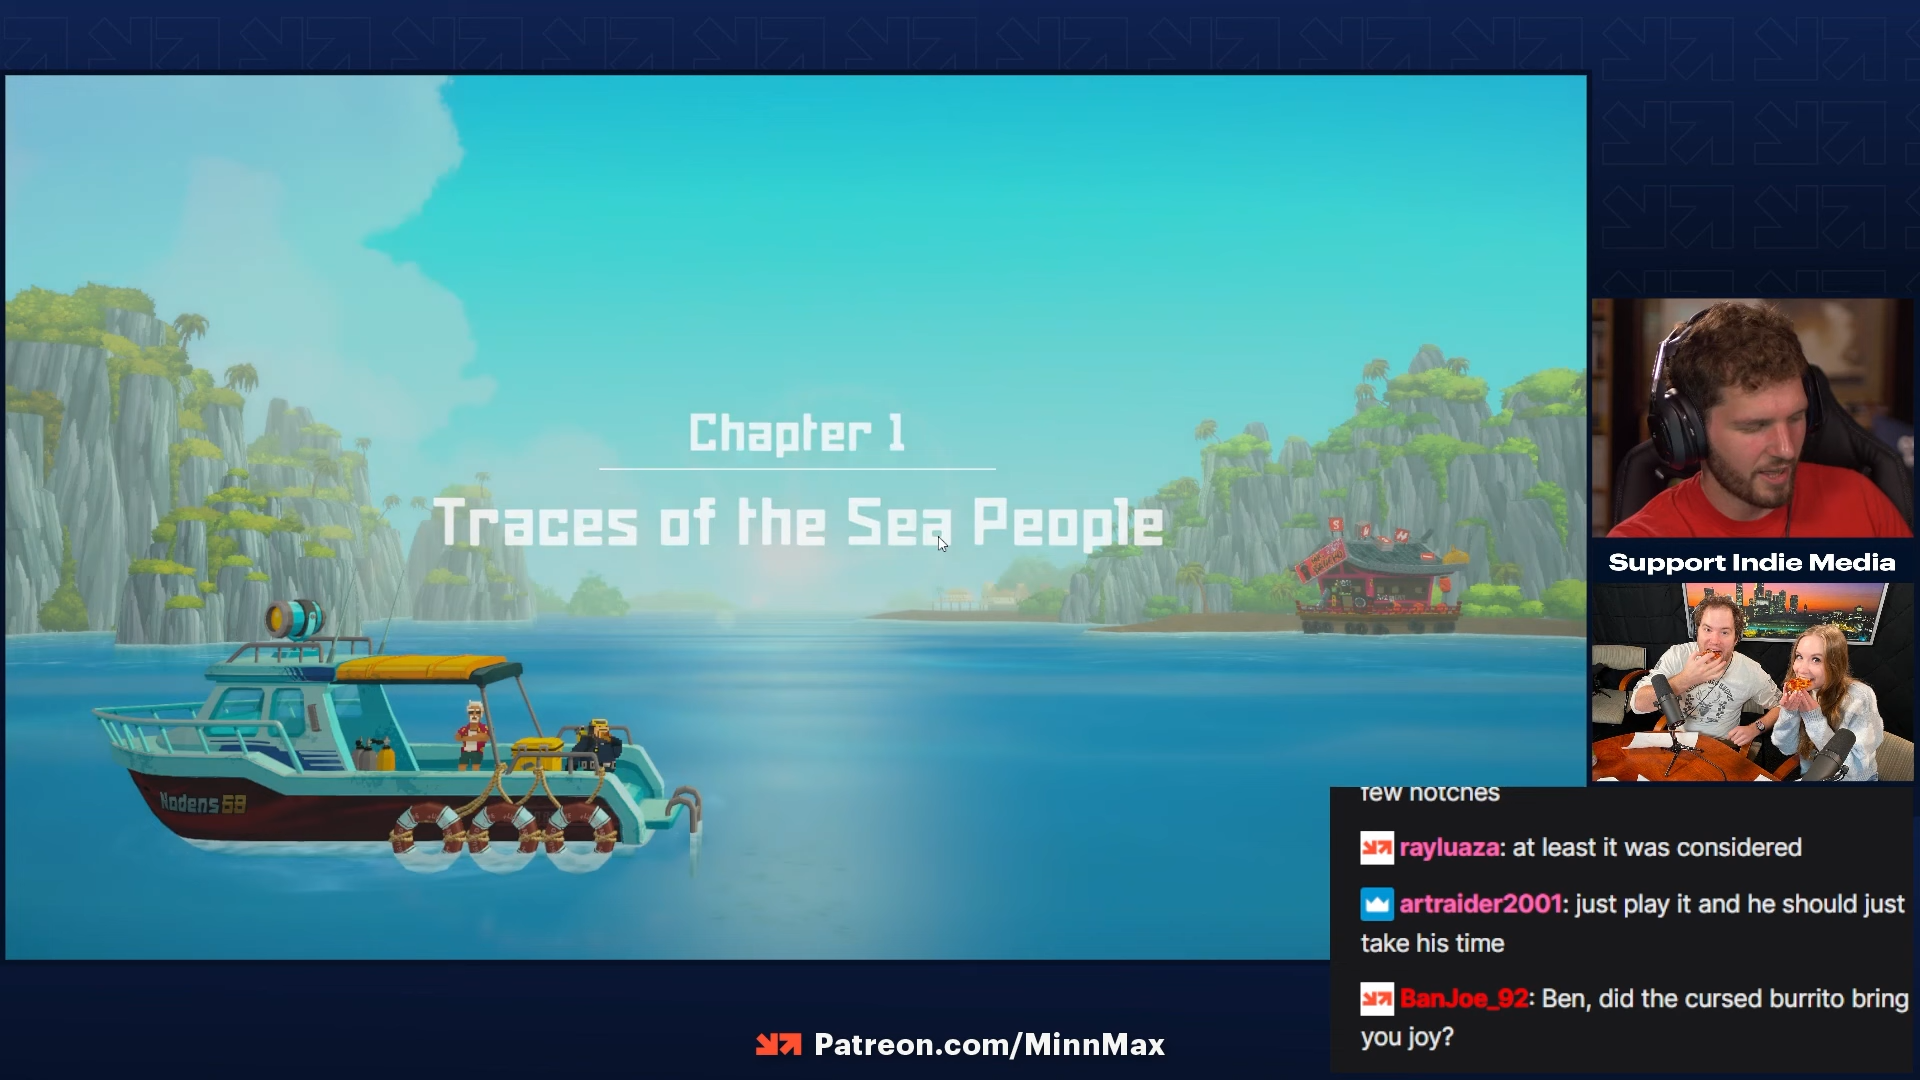 Chapter 1
Traces of the Sea People
Nodens 69
Support Indie Media
few notches
rayluaza: at least it was considered
artraider2001: just play it and he should just
take his time
BanJoe_92: Ben, did the cursed burrito bring
you joy?
Patreon.com/MinnMax